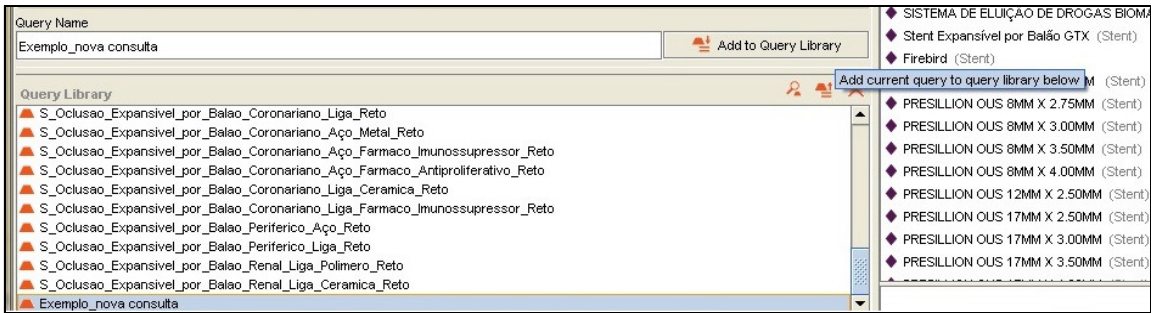 Query Name
Exemplo_nova consulta
Add to Query Library
Query Library
S_Oclusao_Expansivel_por_Balao_Coronariano_Liga_Reto
S_Oclusao_Expansivel_por_Balao_Coronariano_Aço_Metal_Reto
S_Oclusao_Expansivel_por_Balao_Coronariano_Aço_Farmaco_Imunossupressor_Reto
S_Oclusao_Expansivel_por_Balao_Coronariano_Aço_Farmaco_Antiproliferativo_Reto
S_Oclusao_Expansivel_por_Balao_Coronariano_Liga_Ceramica_Reto
S_Oclusao_Expansivel_por_Balao_Coronariano_Liga_Farmaco_Imunossupressor_Reto
S_Oclusao_Expansivel_por_Balao_Periferico_Aço_Reto
S_Oclusao_Expansivel_por_Balao_Periferico_Liga_Reto
S_Oclusao_Expansivel_por_Balao_Renal_Liga_Polimero_Reto
S_Oclusao_Expansivel_por_Balao_Renal_Liga_Ceramica_Reto
Exemplo_nova consulta
SISTEMA DE ELUIÇAO DE DROGAS BIOMA
Stent Expansível por Balão GTX (Stent)
Firebird (Stent)
Add current query to query library below
M (Stent)
PRESILLION OUS 8MM X 2.75MM (Stent)
PRESILLION OUS 8MM X 3.00MM (Stent)
PRESILLION OUS 8MM X 3.50MM (Stent)
PRESILLION OUS 8MM X 4.00MM (Stent)
PRESILLION OUS 12MM X 2.50MM (Stent)
PRESILLION OUS 17MM X 2.50MM (Stent)
PRESILLION OUS 17MM X 3.00MM (Stent)
PRESILLION OUS 17MM X 3.50MM (Stent)